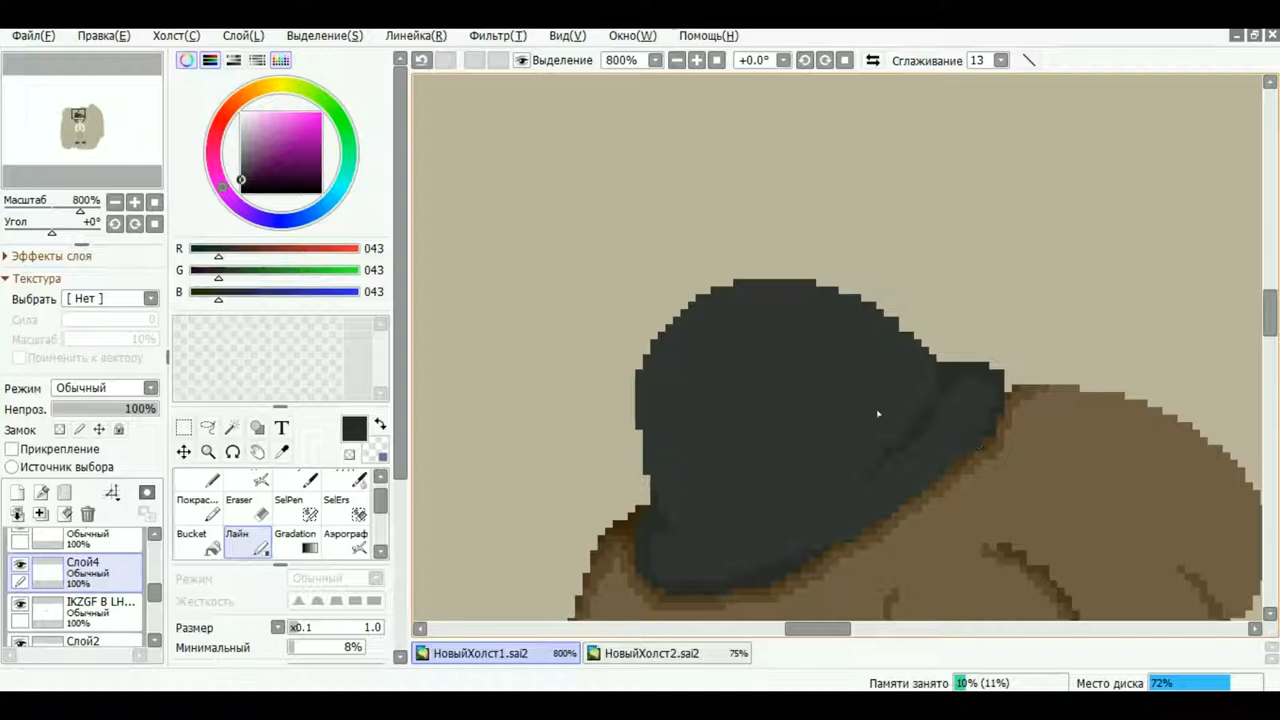 Файл(F) Правка(E) Холст(C) Слой(L) Выделение(S) Линейка(R) Фильтр(T) Вид(V) Окно(W) Помощь(H)
Выделение 800% +0.0° Сглаживание 13
Масштаб 800%
Угол +0°
Эффекты слоя
Текстура
Выбрать [ Нет ]
Сила 0
Масштаб: 10%
Применить к вектору
Режим Обычный
Непроз. 100%
Замок
Прикрепление
Источник выбора
Обычный
100%
Слой4
Обычный
100%
IKZGF B LH...
Обычный
100%
Слой2
R 043
G 043
B 043
T
Покрас... Eraser SelPen SelErs
Bucket Лайн Gradation Аэрограф
Режим Обычный
Жесткость
Размер x0.1 1.0
Минимальный 8%
НовыйХолст1.sai2 800% НовыйХолст2.sai2 75%
Памяти занято 10% (11%) Место диска 72%